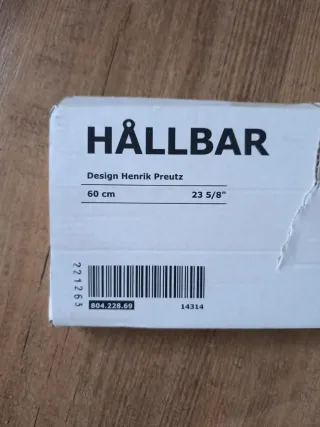 HÅLLBAR
Design Henrik Preutz
60 cm 23 5/8"
221265
804.228.69 14314